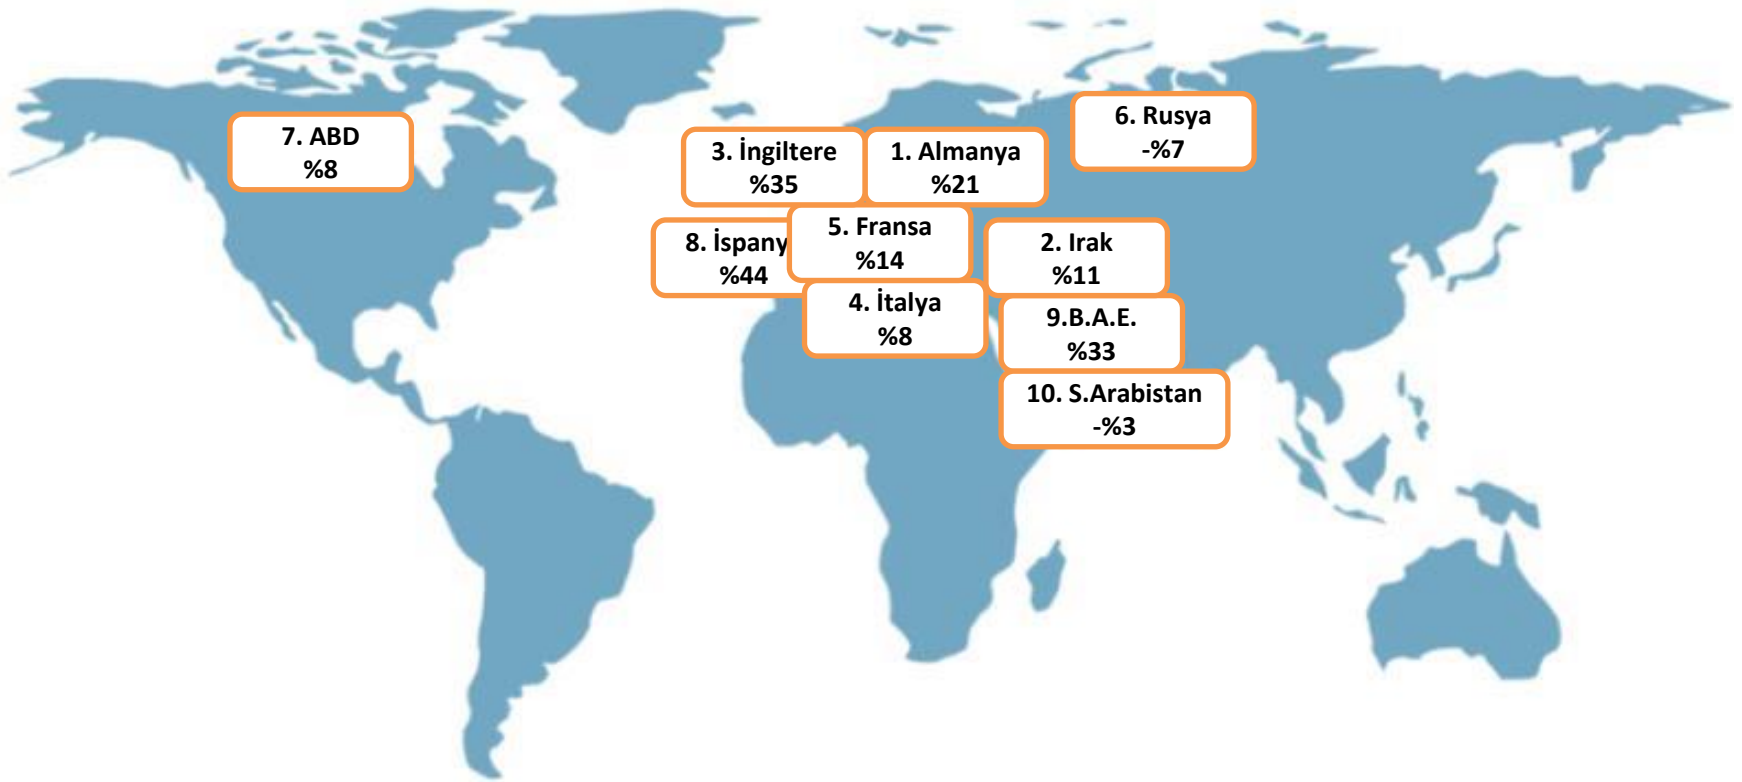 7. ABD
%8
3. İngiltere
%35
1. Almanya
%21
6. Rusya
-%7
8. İspany
%44
5. Fransa
%14
2. Irak
%11
4. İtalya
%8
9.B.A.E.
%33
10. S.Arabistan
-%3